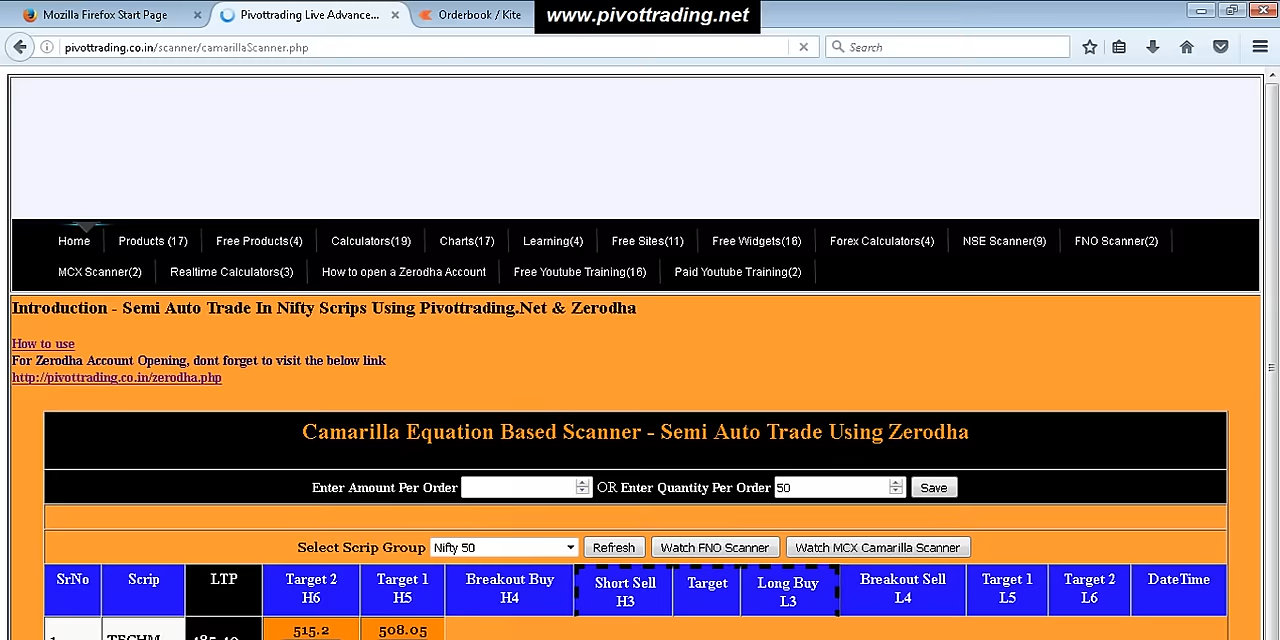 Mozilla Firefox Start Page
Pivottrading Live Advance...
Orderbook / Kite
www.pivottrading.net
pivottrading.co.in/scanner/camarillaScanner.php
Search
Home Products (17) Free Products(4) Calculators(19) Charts(17) Learning(4) Free Sites(11) Free Widgets(16) Forex Calculators(4) NSE Scanner(9) FNO Scanner(2)
MCX Scanner(2) Realtime Calculators(3) How to open a Zerodha Account Free Youtube Training(16) Paid Youtube Training(2)
Introduction - Semi Auto Trade In Nifty Scrips Using Pivottrading.Net & Zerodha
How to use
For Zerodha Account Opening, dont forget to visit the below link
http://pivottrading.co.in/zerodha.php
Camarilla Equation Based Scanner - Semi Auto Trade Using Zerodha
Enter Amount Per Order OR Enter Quantity Per Order 50 Save
Select Scrip Group Nifty 50 Refresh Watch FNO Scanner Watch MCX Camarilla Scanner
SrNo Scrip LTP Target 2 Target 1 Breakout Buy Short Sell Target Long Buy Breakout Sell Target 1 Target 2 DateTime
H6 H5 H4 H3 L3 L4 L5 L6
515.2 508.05
1 TECHM 485.40